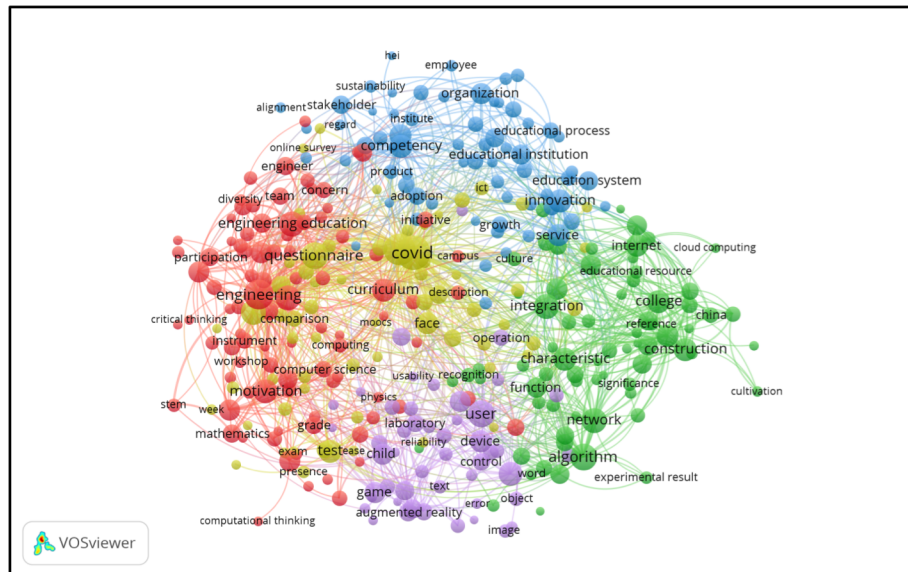 hei
employee
sustainability
organization
alignment
stakeholder
regard
institute
educational process
online survey
competency
educational institution
engineer
product
education system
diversity
team
concern
adoption
ict
innovation
engineering education
initiative
growth
service
internet
cloud computing
participation
questionnaire
covid
campus
culture
educational resource
engineering
curriculum
description
integration
college
critical thinking
comparison
moocs
face
reference
china
instrument
computing
operation
construction
workshop
computer science
usability
recognition
characteristic
motivation
physics
function
significance
cultivation
stem
week
grade
laboratory
user
network
mathematics
reliability
device
exam
test
ease
child
control
algorithm
presence
text
word
experimental result
game
error
object
computational thinking
augmented reality
image
VOSviewer